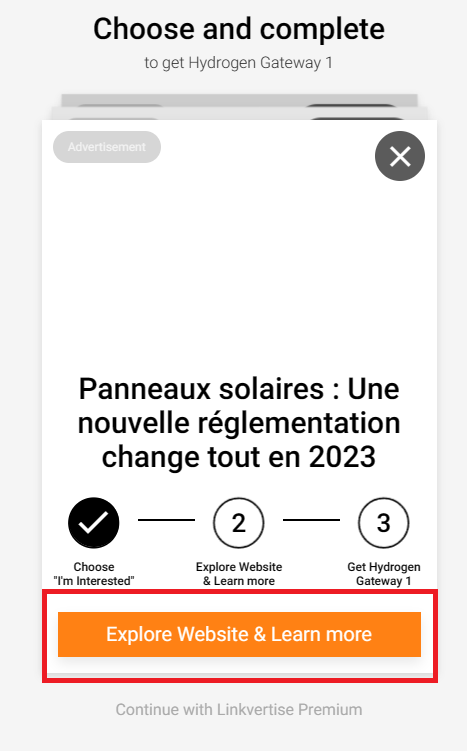 Choose and complete
to get Hydrogen Gateway 1
Advertisement
Panneaux solaires : Une
nouvelle réglementation
change tout en 2023
2
3
Choose
"I'm Interested"
Explore Website
& Learn more
Get Hydrogen
Gateway 1
Explore Website & Learn more
Continue with Linkvertise Premium